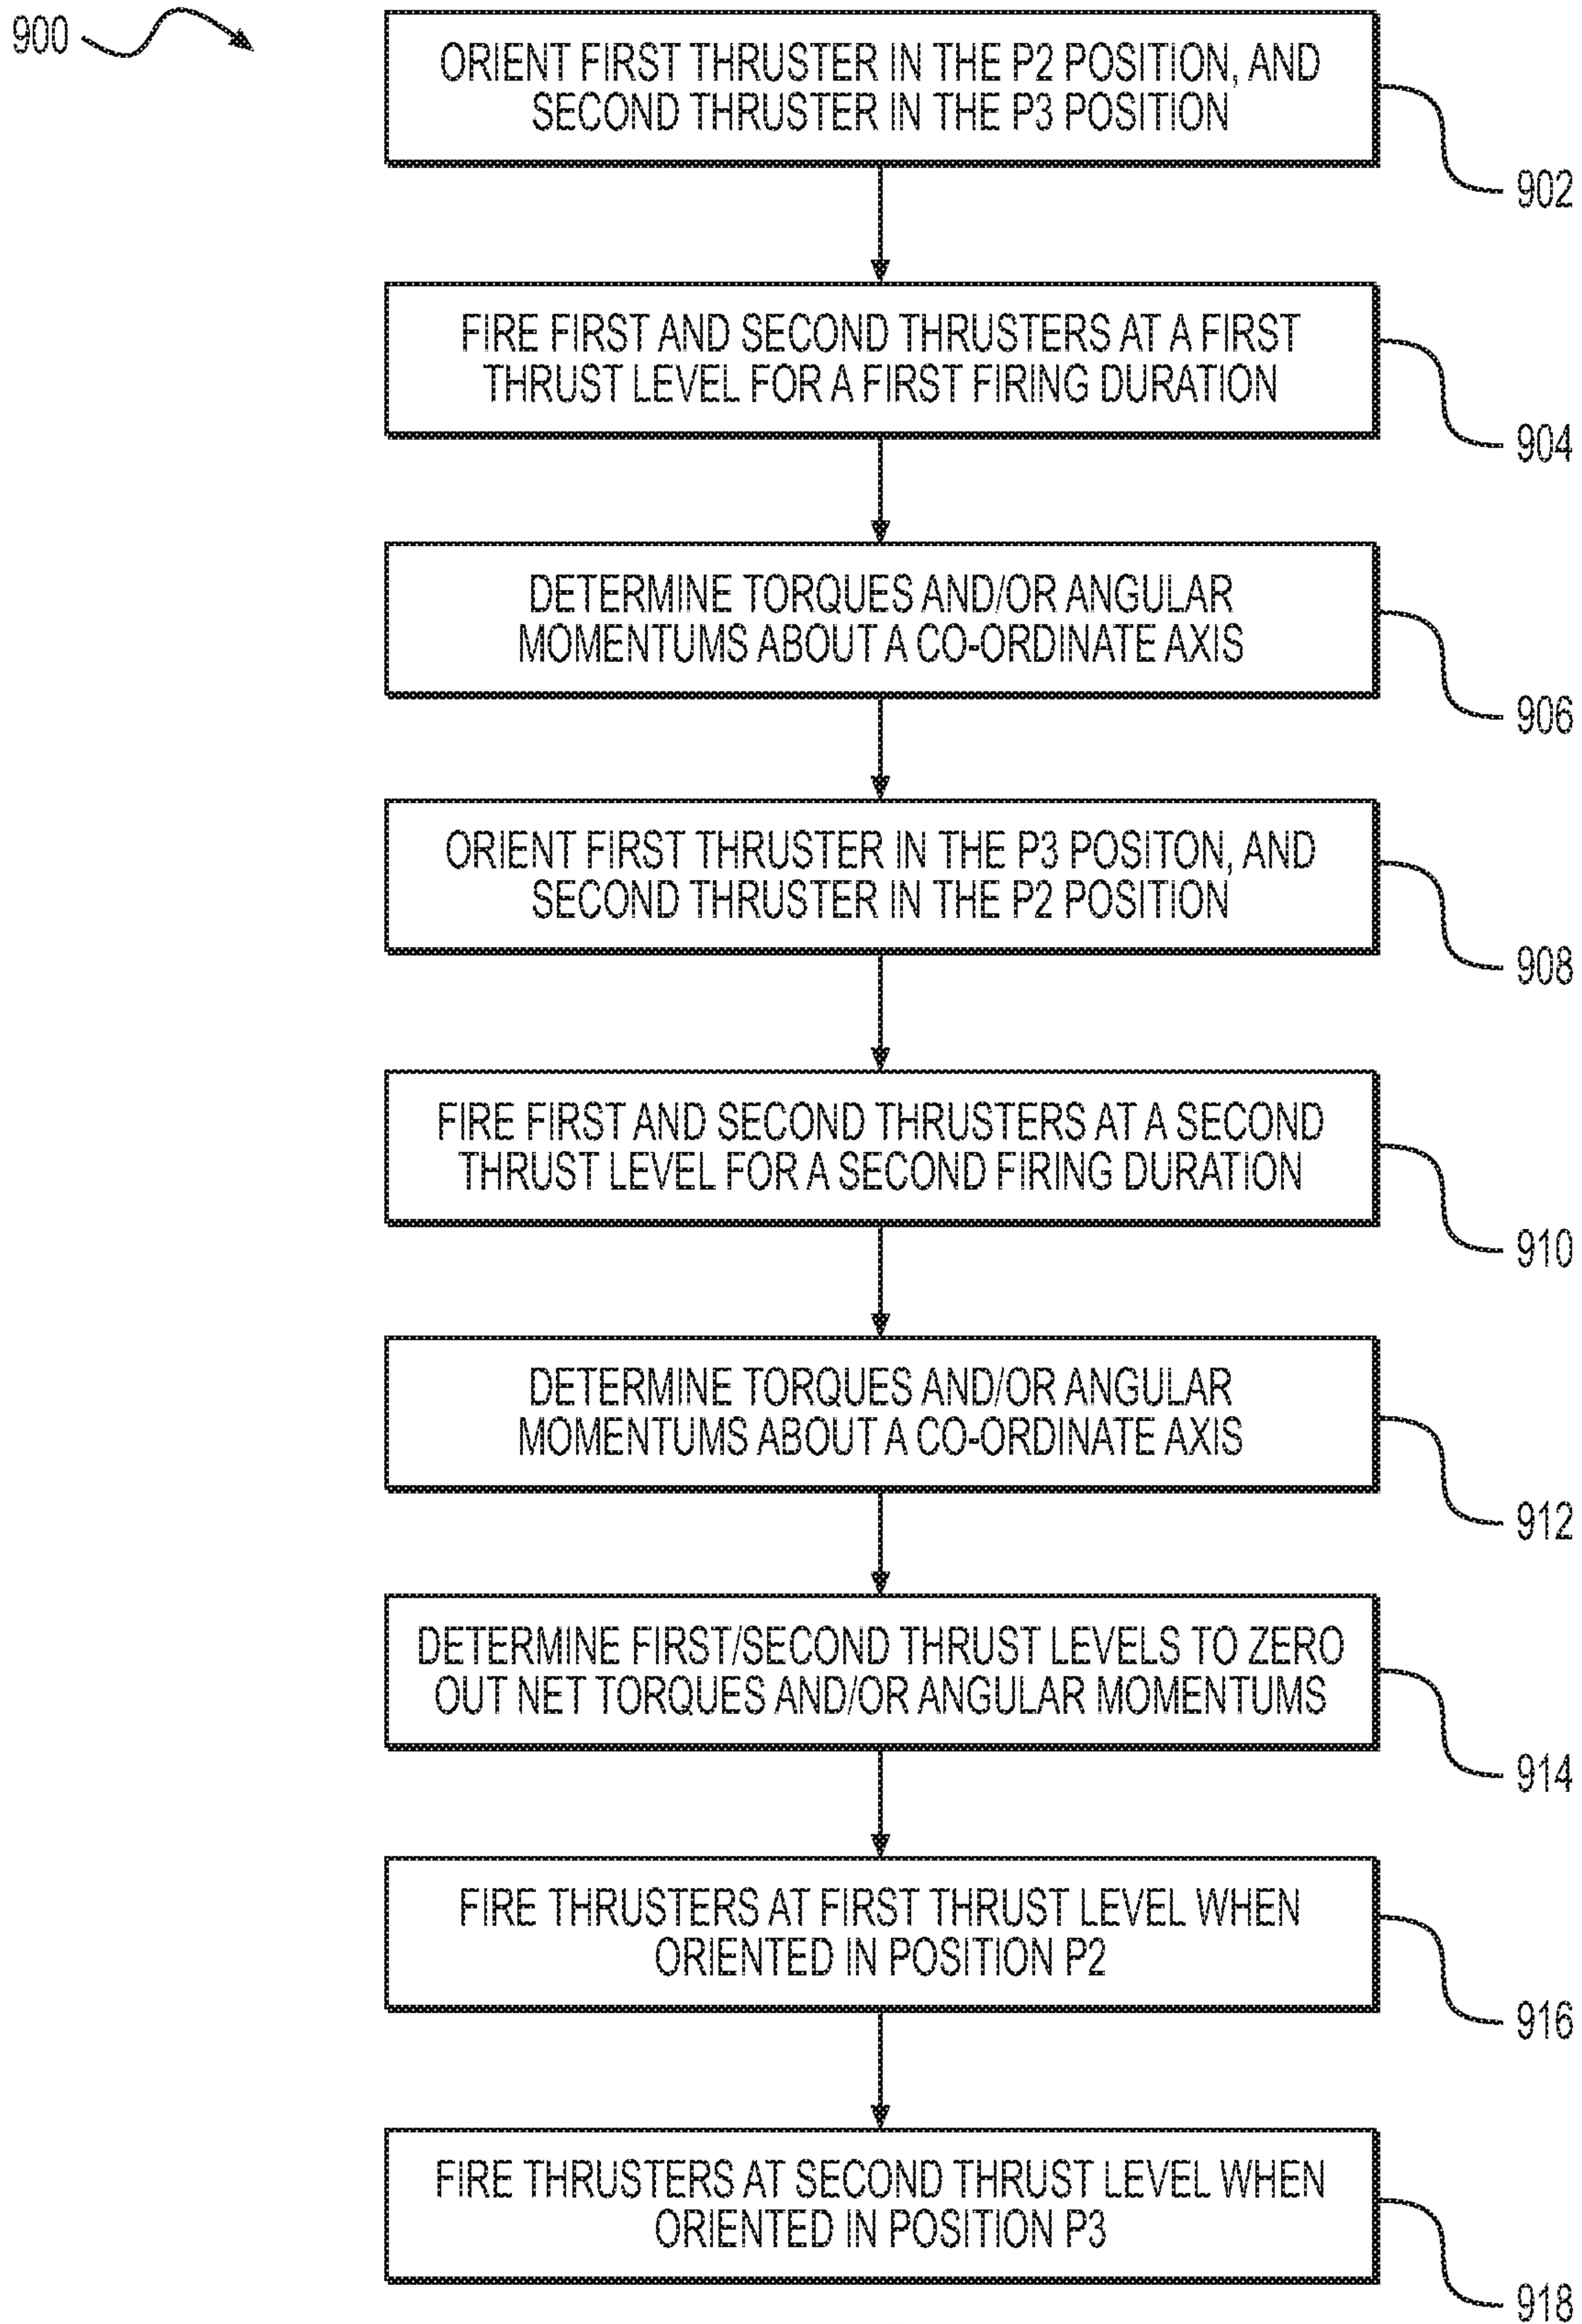 900
ORIENT FIRST THRUSTER IN THE P2 POSITION, AND
SECOND THRUSTER IN THE P3 POSITION
902
FIRE FIRST AND SECOND THRUSTERS AT A FIRST
THRUST LEVEL FOR A FIRST FIRING DURATION
904
DETERMINE TORQUES AND/OR ANGULAR
MOMENTUMS ABOUT A CO-ORDINATE AXIS
906
ORIENT FIRST THRUSTER IN THE P3 POSITON, AND
SECOND THRUSTER IN THE P2 POSITION
908
FIRE FIRST AND SECOND THRUSTERS AT A SECOND
THRUST LEVEL FOR A SECOND FIRING DURATION
910
DETERMINE TORQUES AND/OR ANGULAR
MOMENTUMS ABOUT A CO-ORDINATE AXIS
912
DETERMINE FIRST/SECOND THRUST LEVELS TO ZERO
OUT NET TORQUES AND/OR ANGULAR MOMENTUMS
914
FIRE THRUSTERS AT FIRST THRUST LEVEL WHEN
ORIENTED IN POSITION P2
916
FIRE THRUSTERS AT SECOND THRUST LEVEL WHEN
ORIENTED IN POSITION P3
918